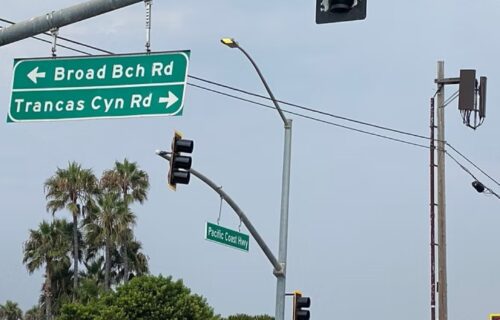 Broad Bch Rd
Trancas Cyn Rd
Pacific Coast Hwy